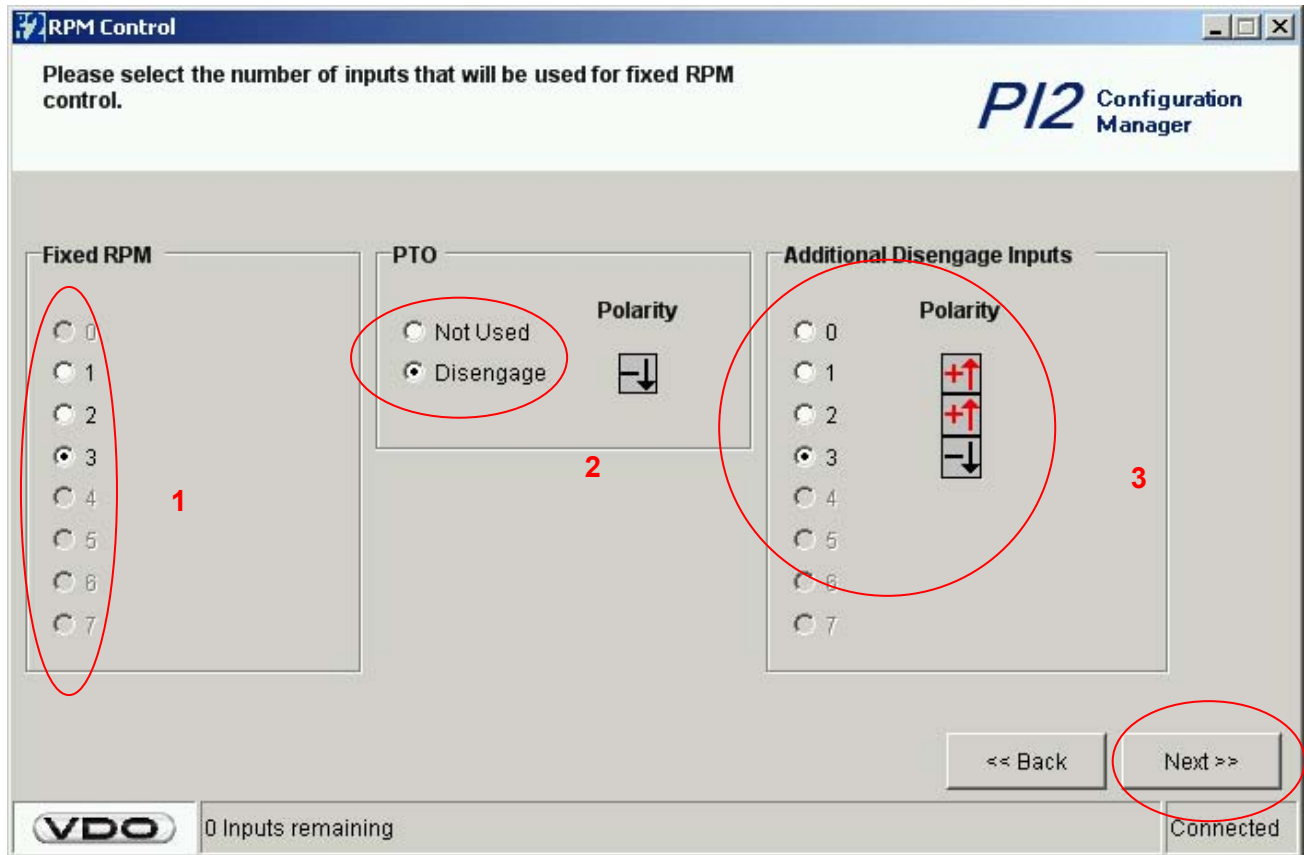 RPM Control
Please select the number of inputs that will be used for fixed RPM
control.
PI2 Configuration
Manager
Fixed RPM
0
1
2
3
4
5
6
7
1
PTO
Polarity
Not Used
Disengage
2
Additional Disengage Inputs
Polarity
0
1
2
3
4
5
6
7
3
<< Back
Next >>
VDO
0 Inputs remaining
Connected